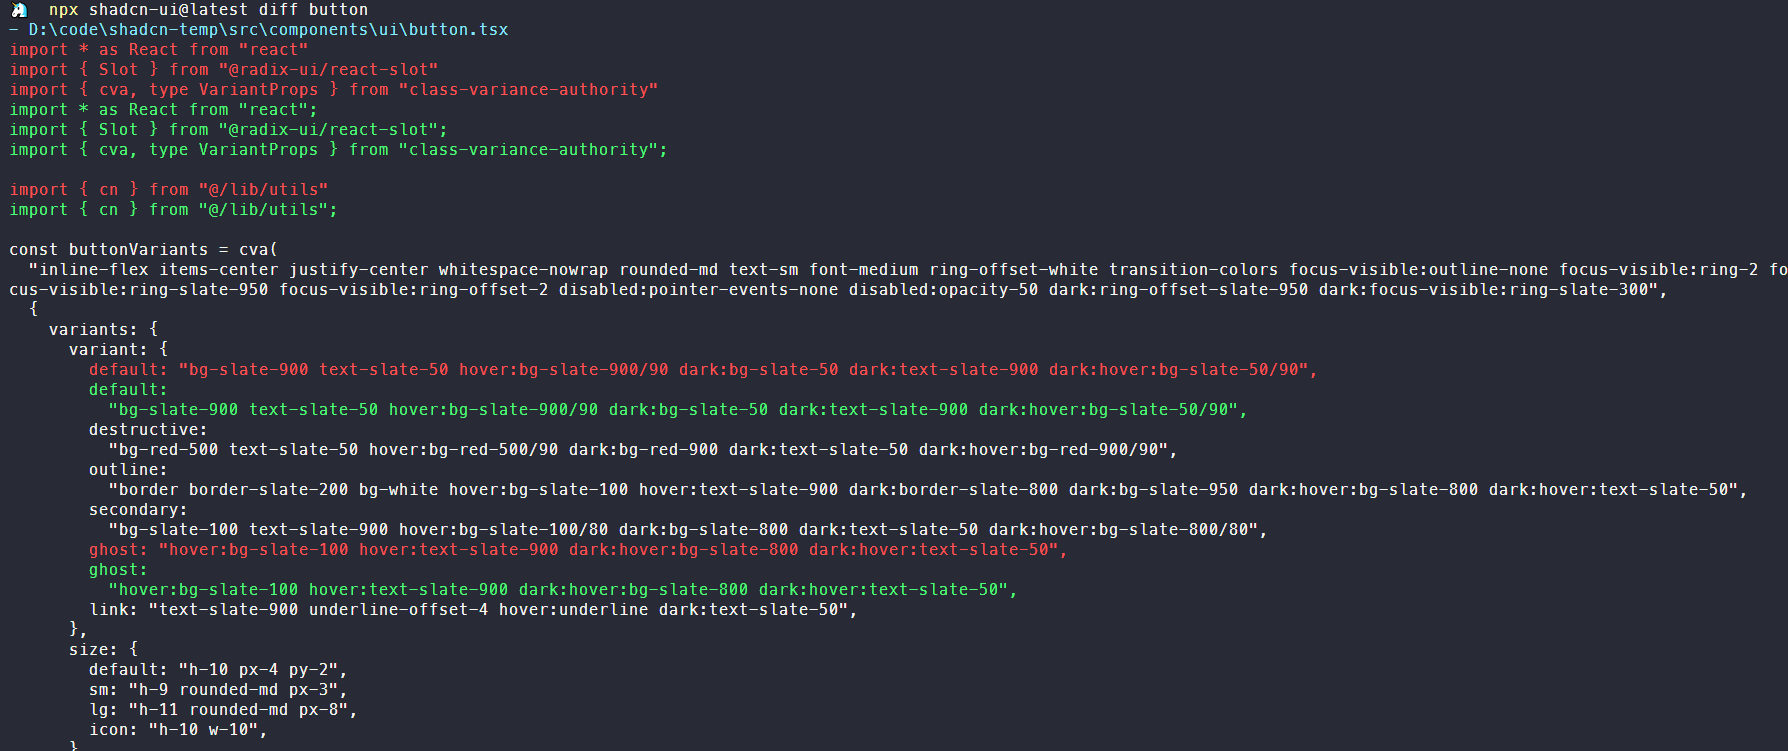 npx shadcn-ui@latest diff button
- D:\code\shadcn-temp\src\components\ui\button.tsx
import * as React from "react"
import { Slot } from "@radix-ui/react-slot"
import { cva, type VariantProps } from "class-variance-authority"
import * as React from "react";
import { Slot } from "@radix-ui/react-slot";
import { cva, type VariantProps } from "class-variance-authority";

import { cn } from "@/lib/utils"
import { cn } from "@/lib/utils";

const buttonVariants = cva(
  "inline-flex items-center justify-center whitespace-nowrap rounded-md text-sm font-medium ring-offset-white transition-colors focus-visible:outline-none focus-visible:ring-2 fo
cus-visible:ring-slate-950 focus-visible:ring-offset-2 disabled:pointer-events-none disabled:opacity-50 dark:ring-offset-slate-950 dark:focus-visible:ring-slate-300",
  {
    variants: {
      variant: {
        default: "bg-slate-900 text-slate-50 hover:bg-slate-900/90 dark:bg-slate-50 dark:text-slate-900 dark:hover:bg-slate-50/90",
        default:
          "bg-slate-900 text-slate-50 hover:bg-slate-900/90 dark:bg-slate-50 dark:text-slate-900 dark:hover:bg-slate-50/90",
        destructive:
          "bg-red-500 text-slate-50 hover:bg-red-500/90 dark:bg-red-900 dark:text-slate-50 dark:hover:bg-red-900/90",
        outline:
          "border border-slate-200 bg-white hover:bg-slate-100 hover:text-slate-900 dark:border-slate-800 dark:bg-slate-950 dark:hover:bg-slate-800 dark:hover:text-slate-50",
        secondary:
          "bg-slate-100 text-slate-900 hover:bg-slate-100/80 dark:bg-slate-800 dark:text-slate-50 dark:hover:bg-slate-800/80",
        ghost: "hover:bg-slate-100 hover:text-slate-900 dark:hover:bg-slate-800 dark:hover:text-slate-50",
        ghost:
          "hover:bg-slate-100 hover:text-slate-900 dark:hover:bg-slate-800 dark:hover:text-slate-50",
        link: "text-slate-900 underline-offset-4 hover:underline dark:text-slate-50",
      },
      size: {
        default: "h-10 px-4 py-2",
        sm: "h-9 rounded-md px-3",
        lg: "h-11 rounded-md px-8",
        icon: "h-10 w-10",
      }